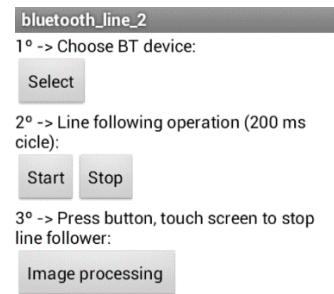 bluetooth_line_2
1º -> Choose BT device:
Select
2º -> Line following operation (200 ms
cicle):
Start Stop
3º -> Press button, touch screen to stop
line follower:
Image processing